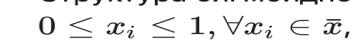 0 ≤ x_i ≤ 1, ∀x_i ∈ x̄,